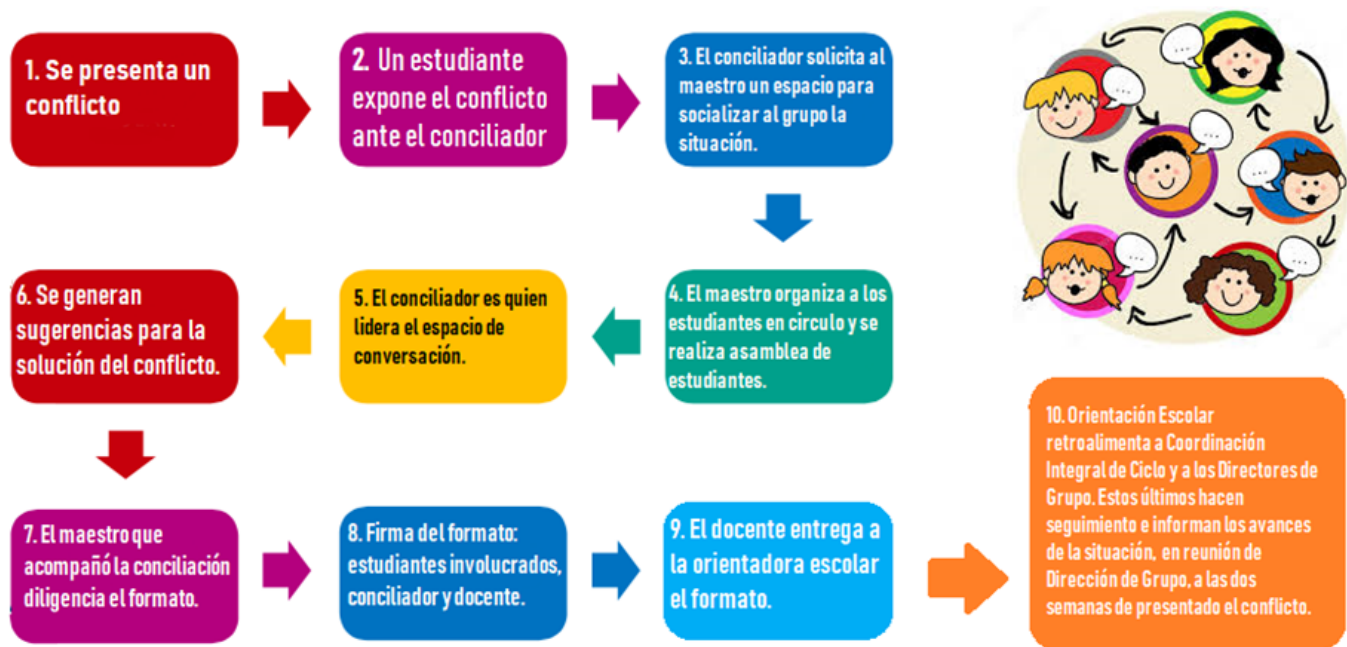 1. Se presenta un
conflicto
2. Un estudiante
expone el conflicto
ante el conciliador
3. El conciliador solicita al
maestro un espacio para
socializar al grupo la
situación.
4. El maestro organiza a los
estudiantes en circulo y se
realiza asamblea de
estudiantes.
5. El conciliador es quien
lidera el espacio de
conversación.
6. Se generan
sugerencias para la
solución del conflicto.
7. El maestro que
acompañó la conciliación
diligencia el formato.
8. Firma del formato:
estudiantes involucrados,
conciliador y docente.
9. El docente entrega a
la orientadora escolar
el formato.
10. Orientación Escolar
retroalimenta a Coordinación
Integral de Ciclo y a los Directores de
Grupo. Estos últimos hacen
seguimiento e informan los avances
de la situación, en reunión de
Dirección de Grupo, a las dos
semanas de presentado el conflicto.